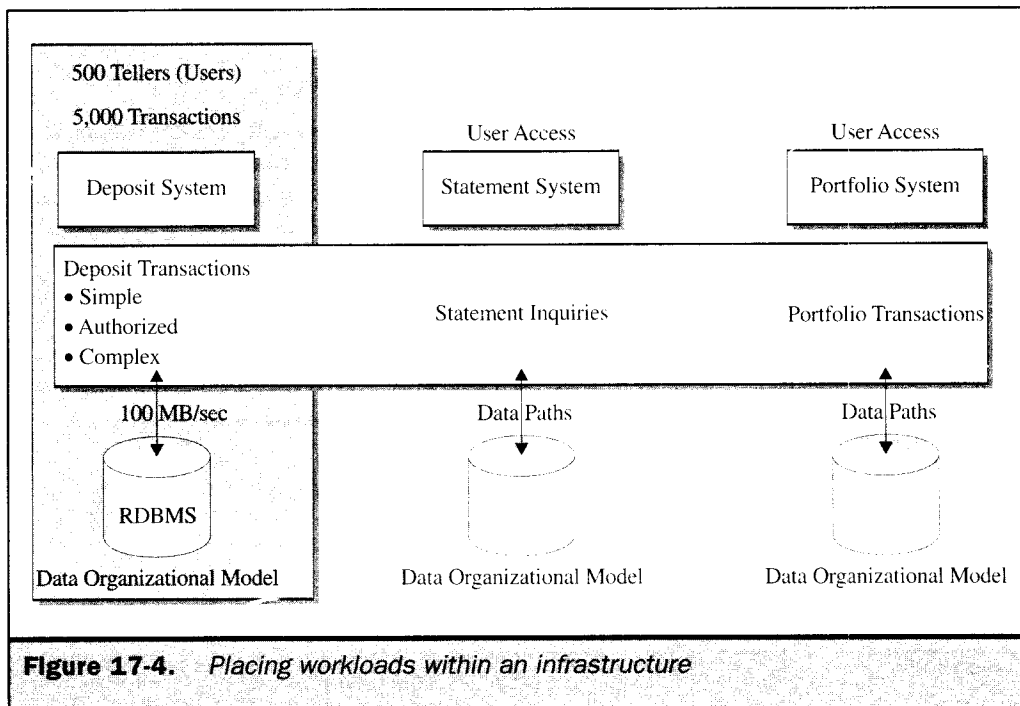 500 Tellers (Users)
5,000 Transactions
Deposit System
User Access
Statement System
User Access
Portfolio System
Deposit Transactions
• Simple
• Authorized
• Complex
Statement Inquiries
Portfolio Transactions
100 MB/sec
Data Paths
Data Paths
RDBMS
Data Organizational Model
Data Organizational Model
Data Organizational Model
Figure 17-4. Placing workloads within an infrastructure